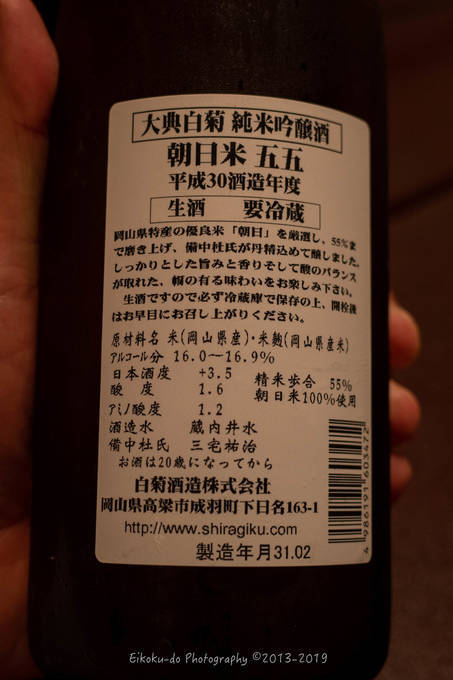 大典白菊 純米吟醸酒
朝日米 五五
平成30酒造年度
生酒 要冷蔵
岡山県特産の優良米「朝日」を厳選し、55%ま
で磨き上げ、備中杜氏が丹精込めて醸しました。
しっかりとした旨みと香りそして酸のバランス
が取れた、幅の有る味わいをお楽しみ下さい。
生酒ですので必ず冷蔵庫で保存の上、開栓後
はお早目にお召し上がりください。
原材料名 米(岡山県産)・米麹(岡山県産米)
アルコール分 16.0〜16.9%
日本酒度 +3.5
酸 度 1.6 精米歩合 55%
アミノ酸度 1.2 朝日米100%使用
酒造水 蔵内井水
備中杜氏 三宅祐治
お酒は20歳になってから
白菊酒造株式会社
岡山県高梁市成羽町下日名163-1
http://www.shiragiku.com
製造年月31.02
4 986191 603472
Eikoku-do Photography ©2013-2019